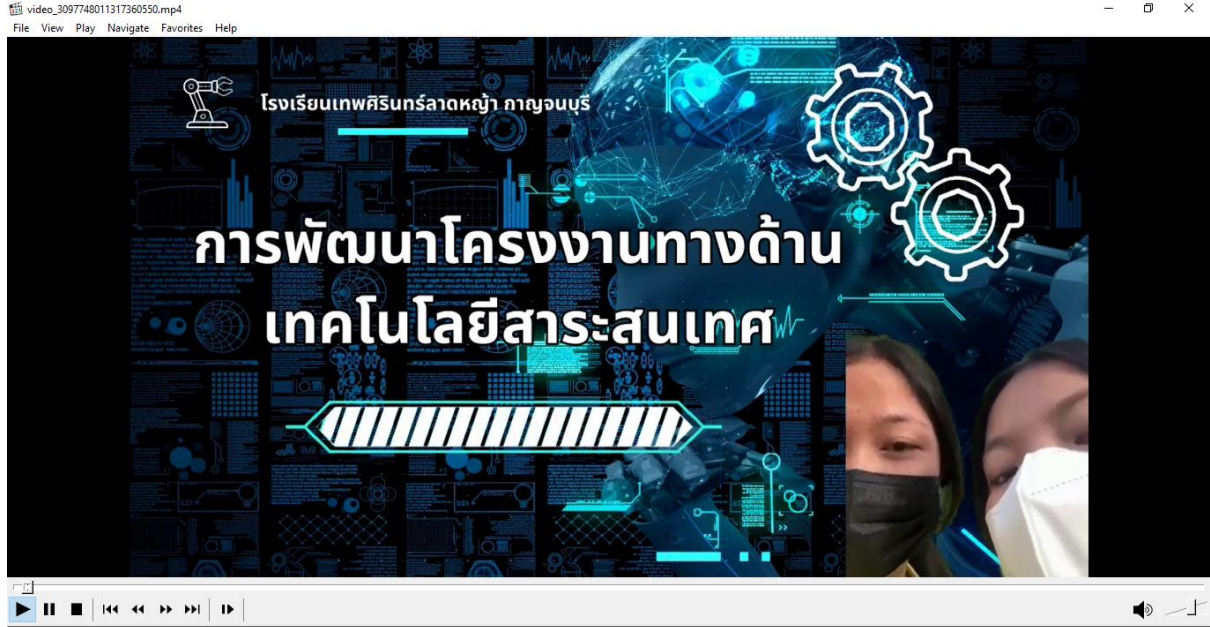 video_3097748011317360550.mp4
File View Play Navigate Favorites Help
โรงเรียนเทพศิรินทร์ลาดหญ้า กาญจนบุรี
การพัฒนาโครงงานทางด้าน
เทคโนโลยีสาระสนเทศ